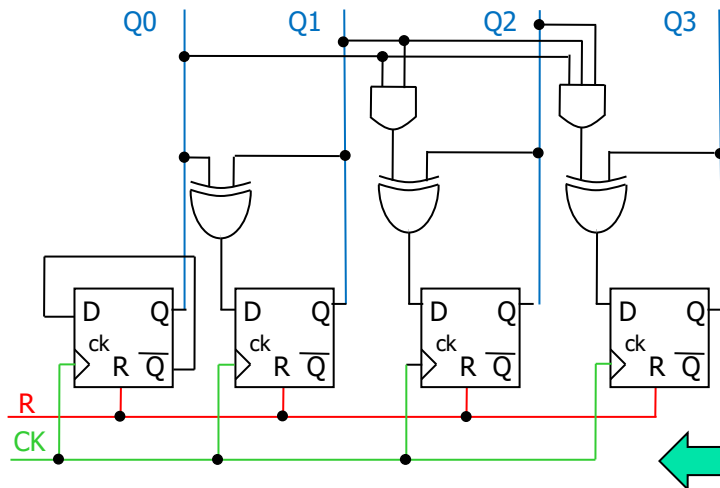 Q0 Q1 Q2 Q3
D Q D Q D Q D Q
ck ck ck ck
R Q̅ R Q̅ R Q̅ R Q̅
R
CK